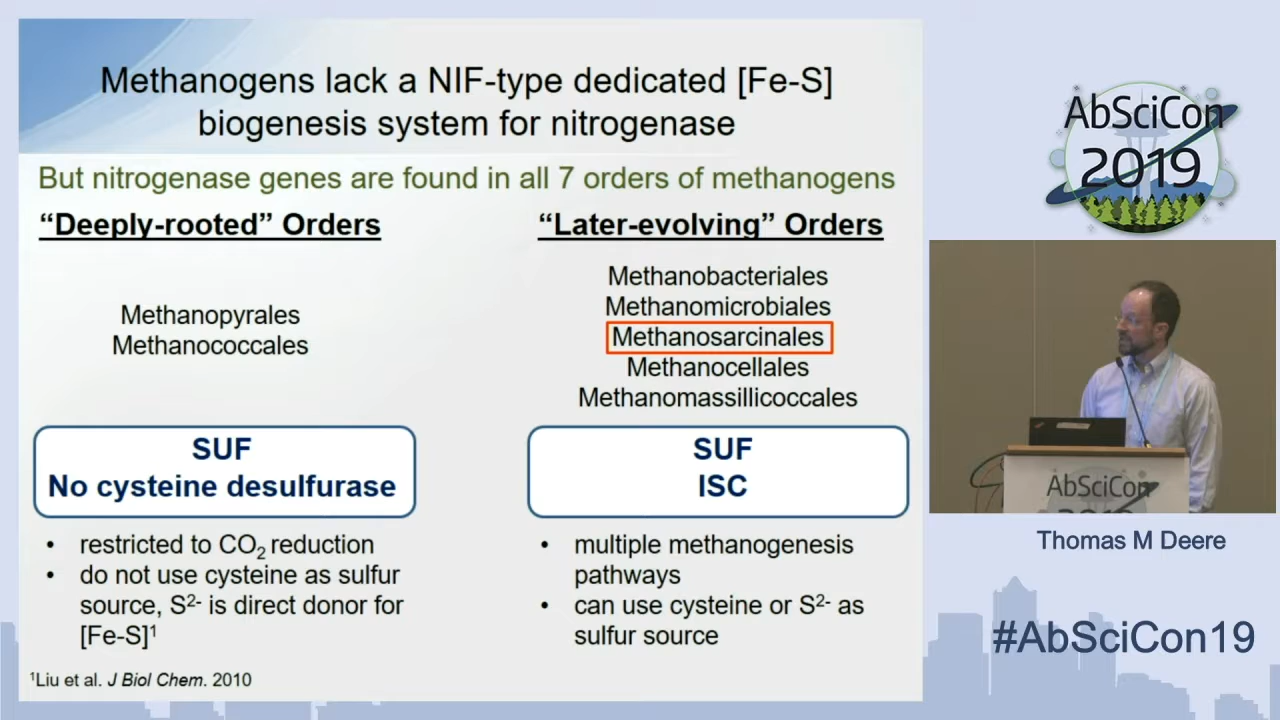 Methanogens lack a NIF-type dedicated [Fe-S]
biogenesis system for nitrogenase
But nitrogenase genes are found in all 7 orders of methanogens
“Deeply-rooted” Orders
Methanopyrales
Methanococcales
SUF
No cysteine desulfurase
• restricted to CO2 reduction
• do not use cysteine as sulfur
source, S2- is direct donor for
[Fe-S]1
1Liu et al. J Biol Chem. 2010
“Later-evolving” Orders
Methanobacteriales
Methanomicrobiales
Methanosarcinales
Methanocellales
Methanomassillicoccales
SUF
ISC
• multiple methanogenesis
pathways
• can use cysteine or S2- as
sulfur source
AbSciCon
2019
AbSciCon
2019
Thomas M Deere
#AbSciCon19